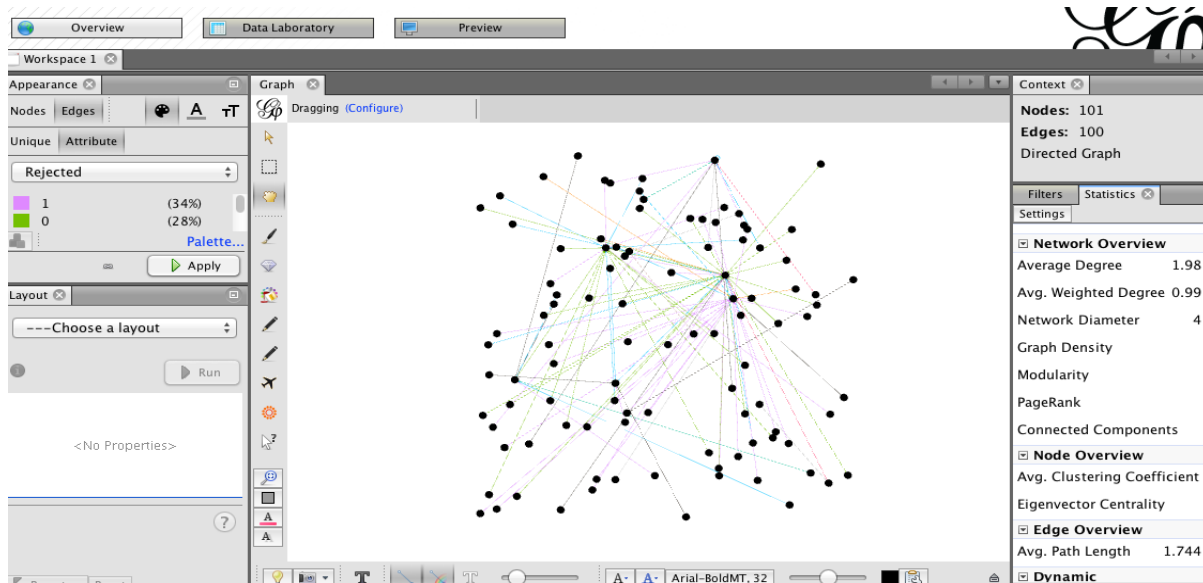 Overview
Data Laboratory
Preview
Workspace 1
Appearance
Nodes Edges
Unique Attribute
Rejected
1 (34%)
0 (28%)
Palette...
Apply
Layout
---Choose a layout
Run
<No Properties>
?
Graph
Dragging (Configure)
A
A
T
T
A- A- Arial-BoldMT, 32
Context
Nodes: 101
Edges: 100
Directed Graph
Filters Statistics
Settings
Network Overview
Average Degree 1.98
Avg. Weighted Degree 0.99
Network Diameter 4
Graph Density
Modularity
PageRank
Connected Components
Node Overview
Avg. Clustering Coefficient
Eigenvector Centrality
Edge Overview
Avg. Path Length 1.744
Dynamic